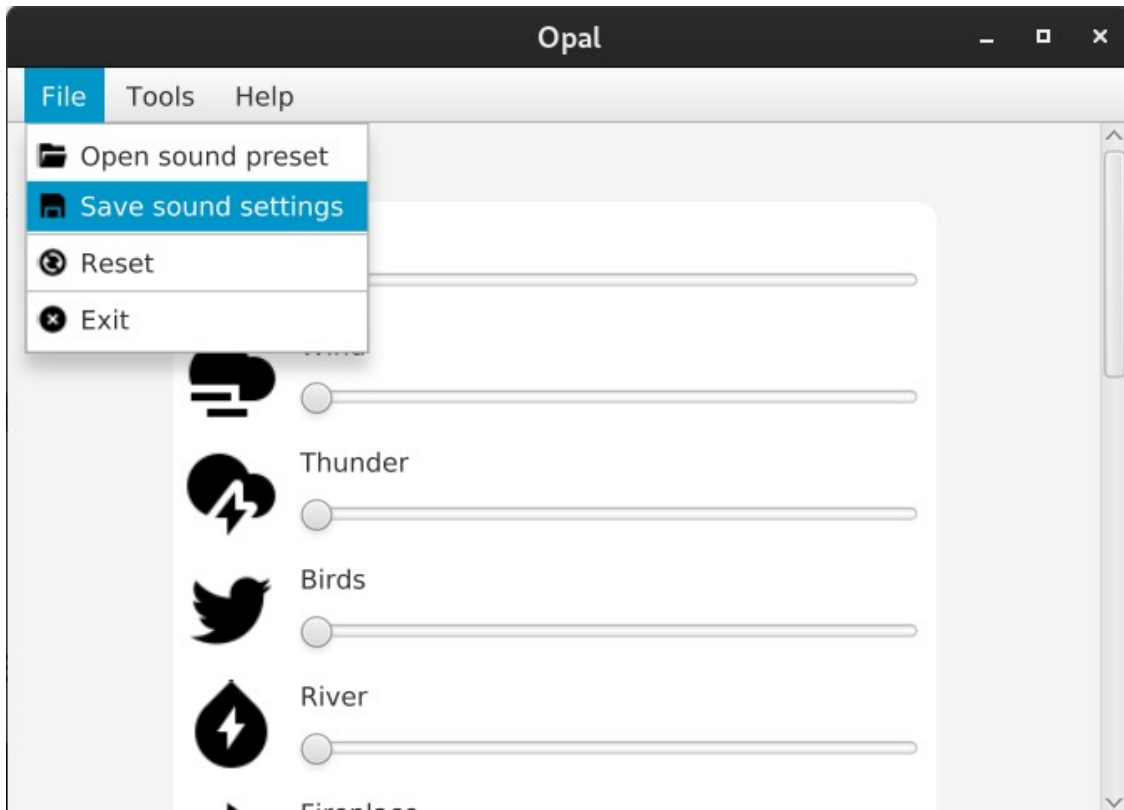 Opal
File Tools Help
Open sound preset
Save sound settings
Reset
Exit
Thunder
Birds
River